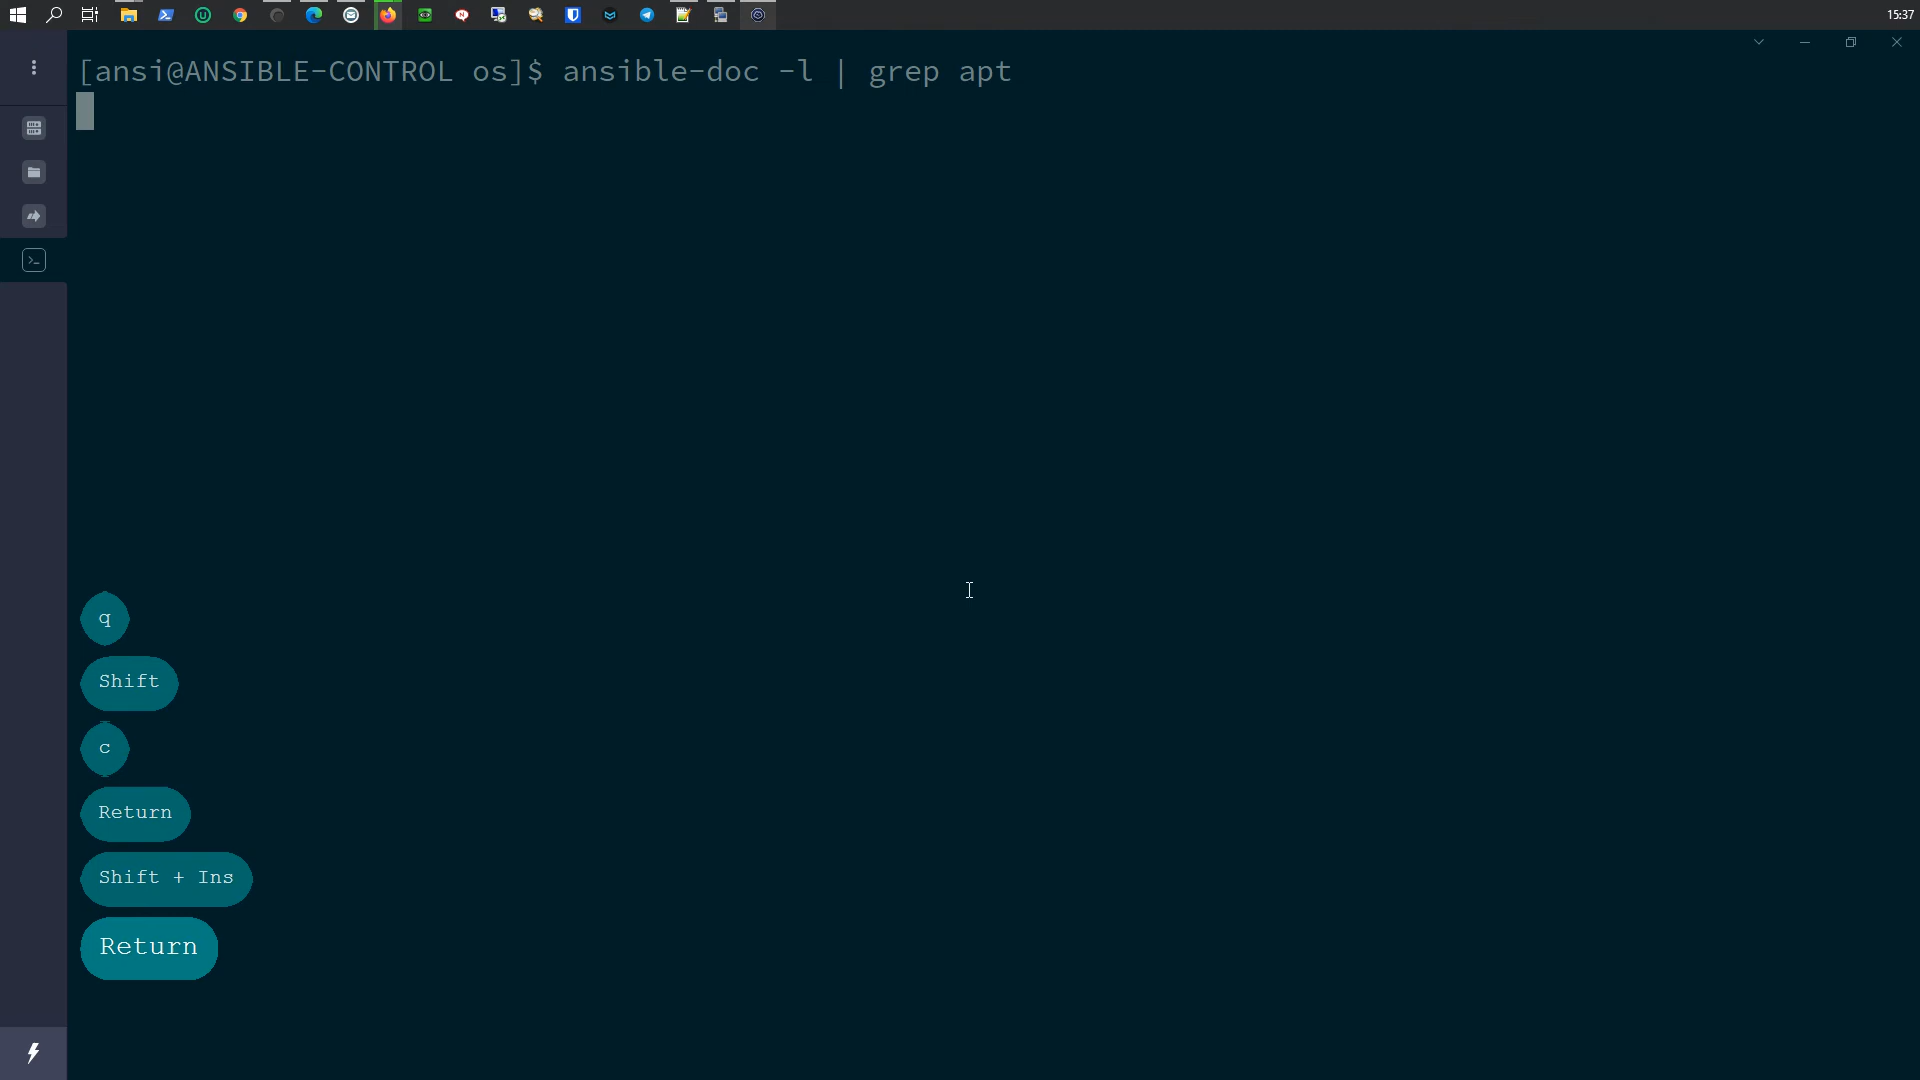 15:37
[ansi@ANSIBLE-CONTROL os]$ ansible-doc -l | grep apt
q
Shift
c
Return
Shift + Ins
Return